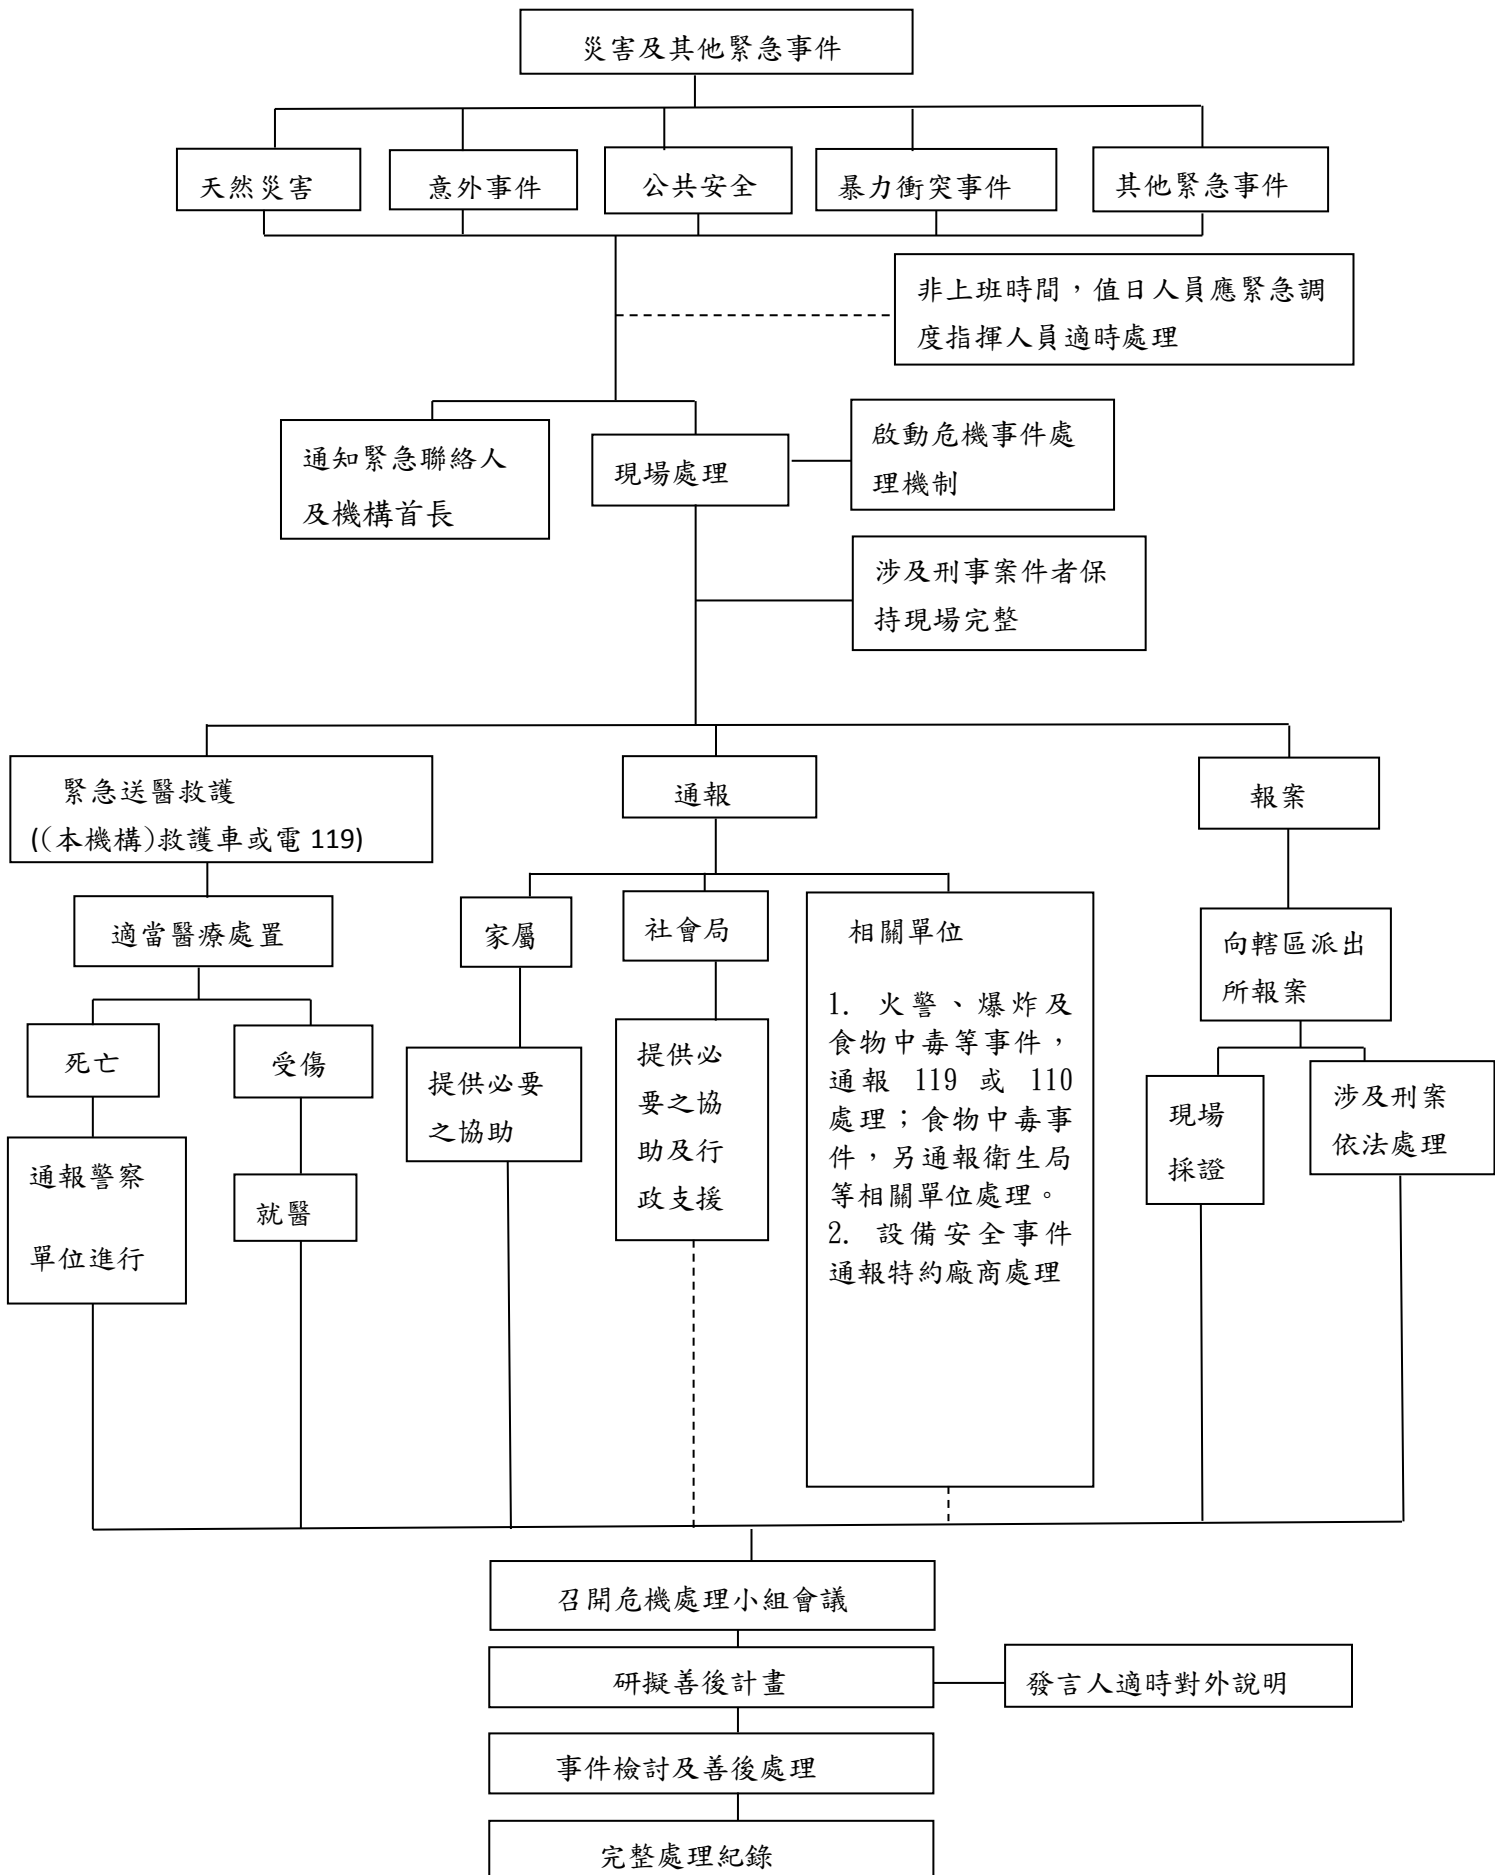 災害及其他緊急事件
天然災害
意外事件
公共安全
暴力衝突事件
其他緊急事件
非上班時間，值日人員應緊急調
度指揮人員適時處理
通知緊急聯絡人
及機構首長
現場處理
啟動危機事件處
理機制
涉及刑事案件者保
持現場完整
緊急送醫救護
((本機構)救護車或電 119)
通報
報案
適當醫療處置
家屬
社會局
相關單位
1. 火警、爆炸及
食物中毒等事件，
通報 119 或 110
處理；食物中毒事
件，另通報衛生局
等相關單位處理。
2. 設備安全事件
通報特約廠商處理
向轄區派出
所報案
死亡
受傷
提供必要
之協助
提供必
要之協
助及行
政支援
現場
採證
涉及刑案
依法處理
通報警察
單位進行
就醫
召開危機處理小組會議
研擬善後計畫
發言人適時對外說明
事件檢討及善後處理
完整處理紀錄